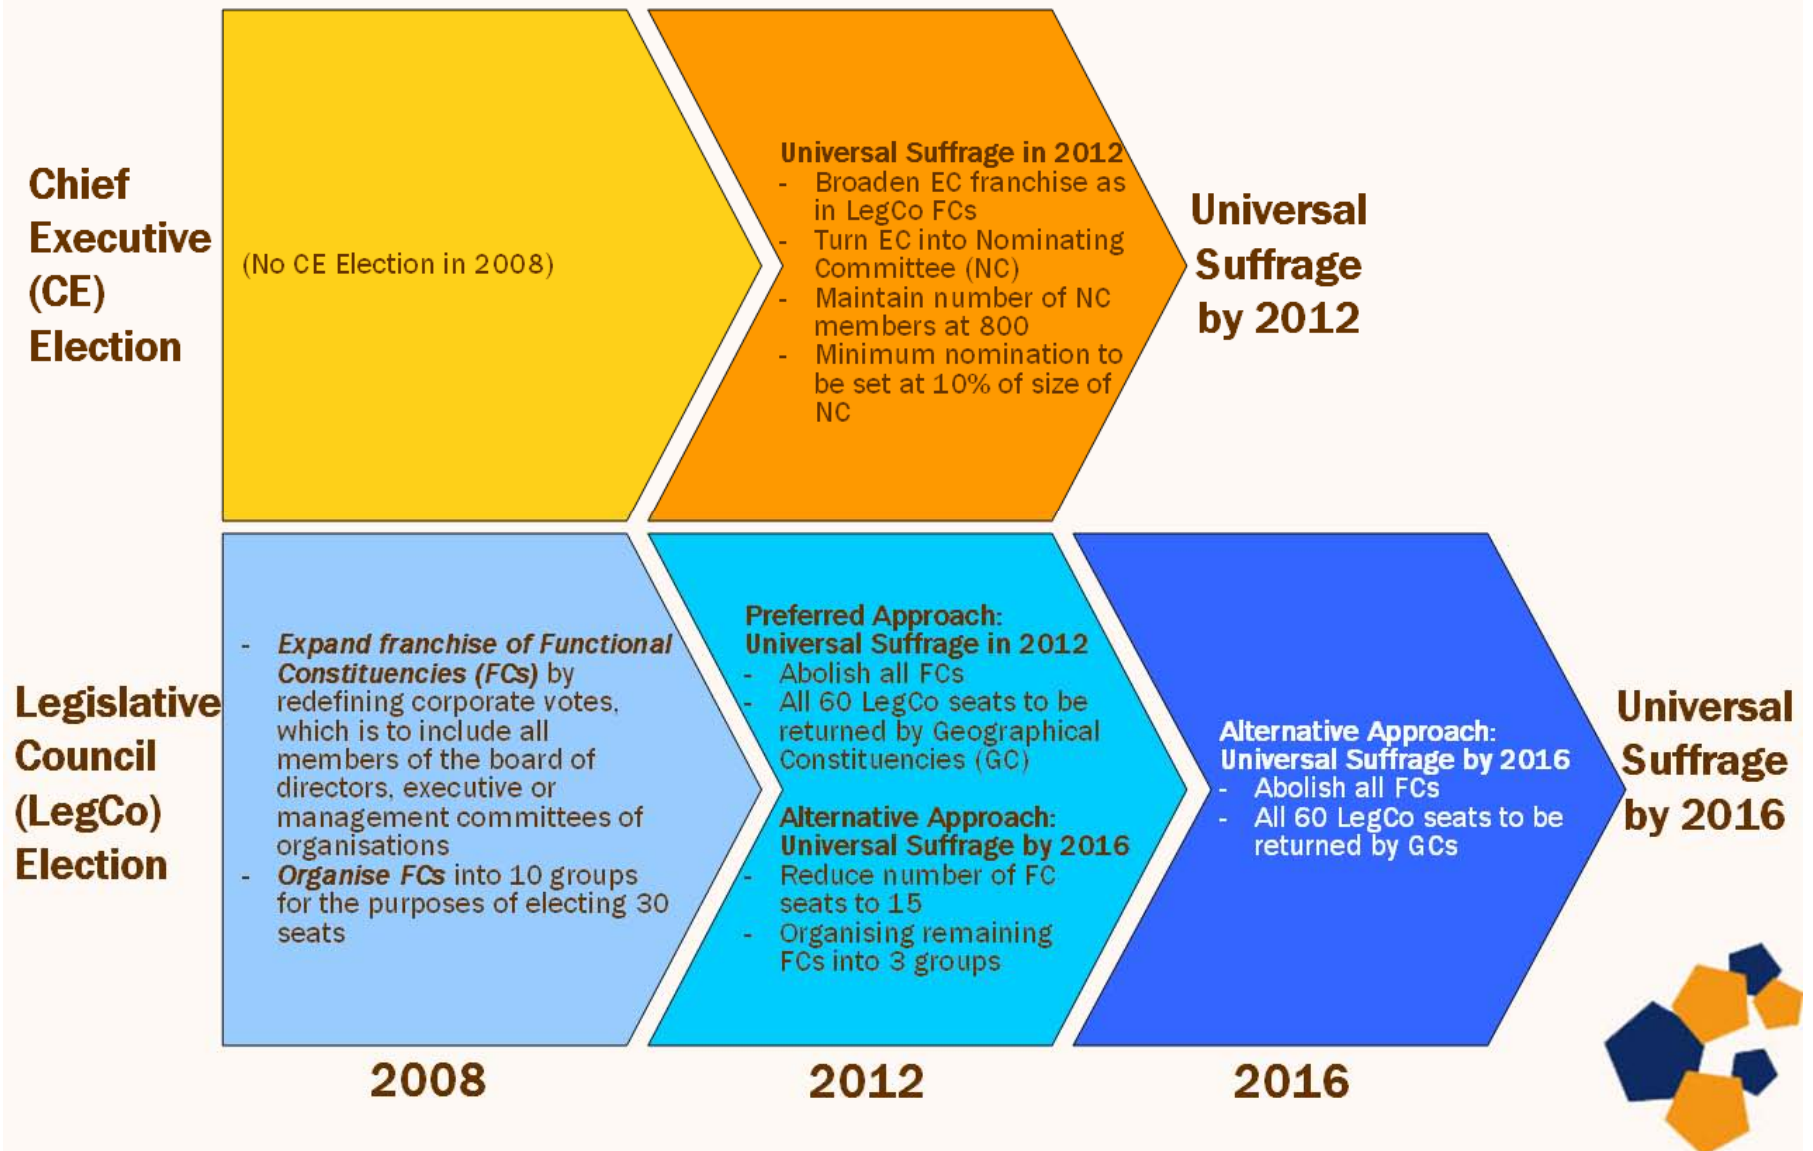 Chief
Executive
(CE)
Election
(No CE Election in 2008)
Universal Suffrage in 2012
- Broaden EC franchise as
in LegCo FCs
- Turn EC into Nominating
Committee (NC)
- Maintain number of NC
members at 800
- Minimum nomination to
be set at 10% of size of
NC
Universal
Suffrage
by 2012
Legislative
Council
(LegCo)
Election
- Expand franchise of Functional
Constituencies (FCs) by
redefining corporate votes,
which is to include all
members of the board of
directors, executive or
management committees of
organisations
- Organise FCs into 10 groups
for the purposes of electing 30
seats
Preferred Approach:
Universal Suffrage in 2012
- Abolish all FCs
- All 60 LegCo seats to be
returned by Geographical
Constituencies (GC)
Alternative Approach:
Universal Suffrage by 2016
- Reduce number of FC
seats to 15
- Organising remaining
FCs into 3 groups
Alternative Approach:
Universal Suffrage by 2016
- Abolish all FCs
- All 60 LegCo seats to be
returned by GCs
Universal
Suffrage
by 2016
2008
2012
2016